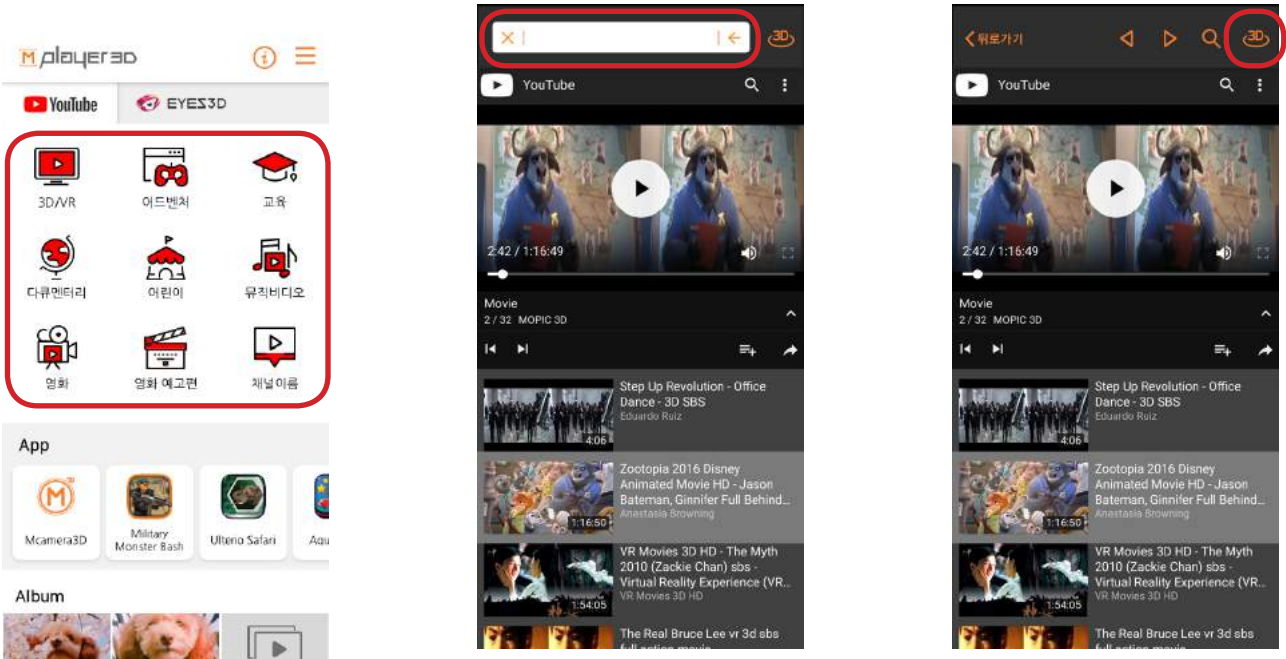 Mplayer3D
YouTube
EYES3D
3D/VR
어드벤처
교육
다큐멘터리
어린이
뮤직비디오
영화
영화 예고편
채널이름
App
Mcamera3D
Military
Monster Bash
Ulterio Safari
Aqu
Album
3D
YouTube
2:42 / 1:16:49
Movie
2 / 32 MOPIC 3D
Step Up Revolution - Office
Dance - 3D SBS
Eduardo Ruiz
4:06
Zootopia 2016 Disney
Animated Movie HD - Jason
Bateman, Ginnifer Full Behind...
Anastasia Browning
1:16:50
VR Movies 3D HD - The Myth
2010 (Zackie Chan) sbs -
Virtual Reality Experience (VR...
VR Movies 3D HD
1:54:05
The Real Bruce Lee vr 3d sbs
full action movie
뒤로가기
3D
YouTube
2:42 / 1:16:49
Movie
2 / 32 MOPIC 3D
Step Up Revolution - Office
Dance - 3D SBS
Eduardo Ruiz
4:06
Zootopia 2016 Disney
Animated Movie HD - Jason
Bateman, Ginnifer Full Behind...
Anastasia Browning
1:16:50
VR Movies 3D HD - The Myth
2010 (Zackie Chan) sbs -
Virtual Reality Experience (VR...
VR Movies 3D HD
1:54:05
The Real Bruce Lee vr 3d sbs
full action movie